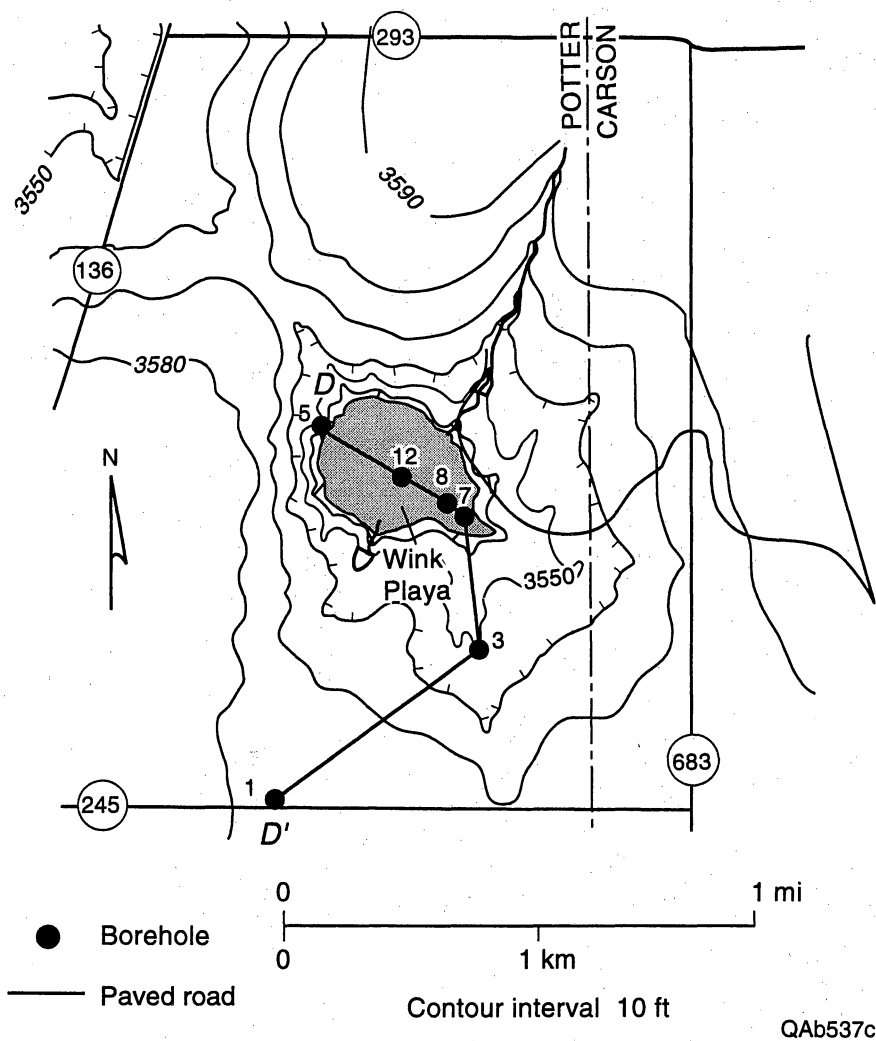 293
POTTER
CARSON
3550
3590
136
3580
D
5
12
8
7
N
Wink
Playa
3550?
3
683
1
245
D'
0
1 mi
Borehole
0
1 km
Paved road
Contour interval 10 ft
QAb537c